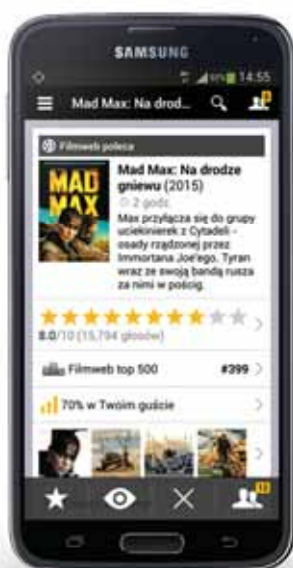 SAMSUNG
14:55
Mad Max: Na drod...
Filmweb poleca
MAD
MAX
Mad Max: Na drodze
gniewu (2015)
2 godz.
Max przyłącza się do grupy
uciekinierek z Cytadeli -
osady rządzonej przez
Immortana Joe'ego. Tyran
wraz ze swoją bandą rusza
za nimi w pościg.
8.0/10 (15,794 głosów)
Filmweb top 500 #399
70% w Twoim guście